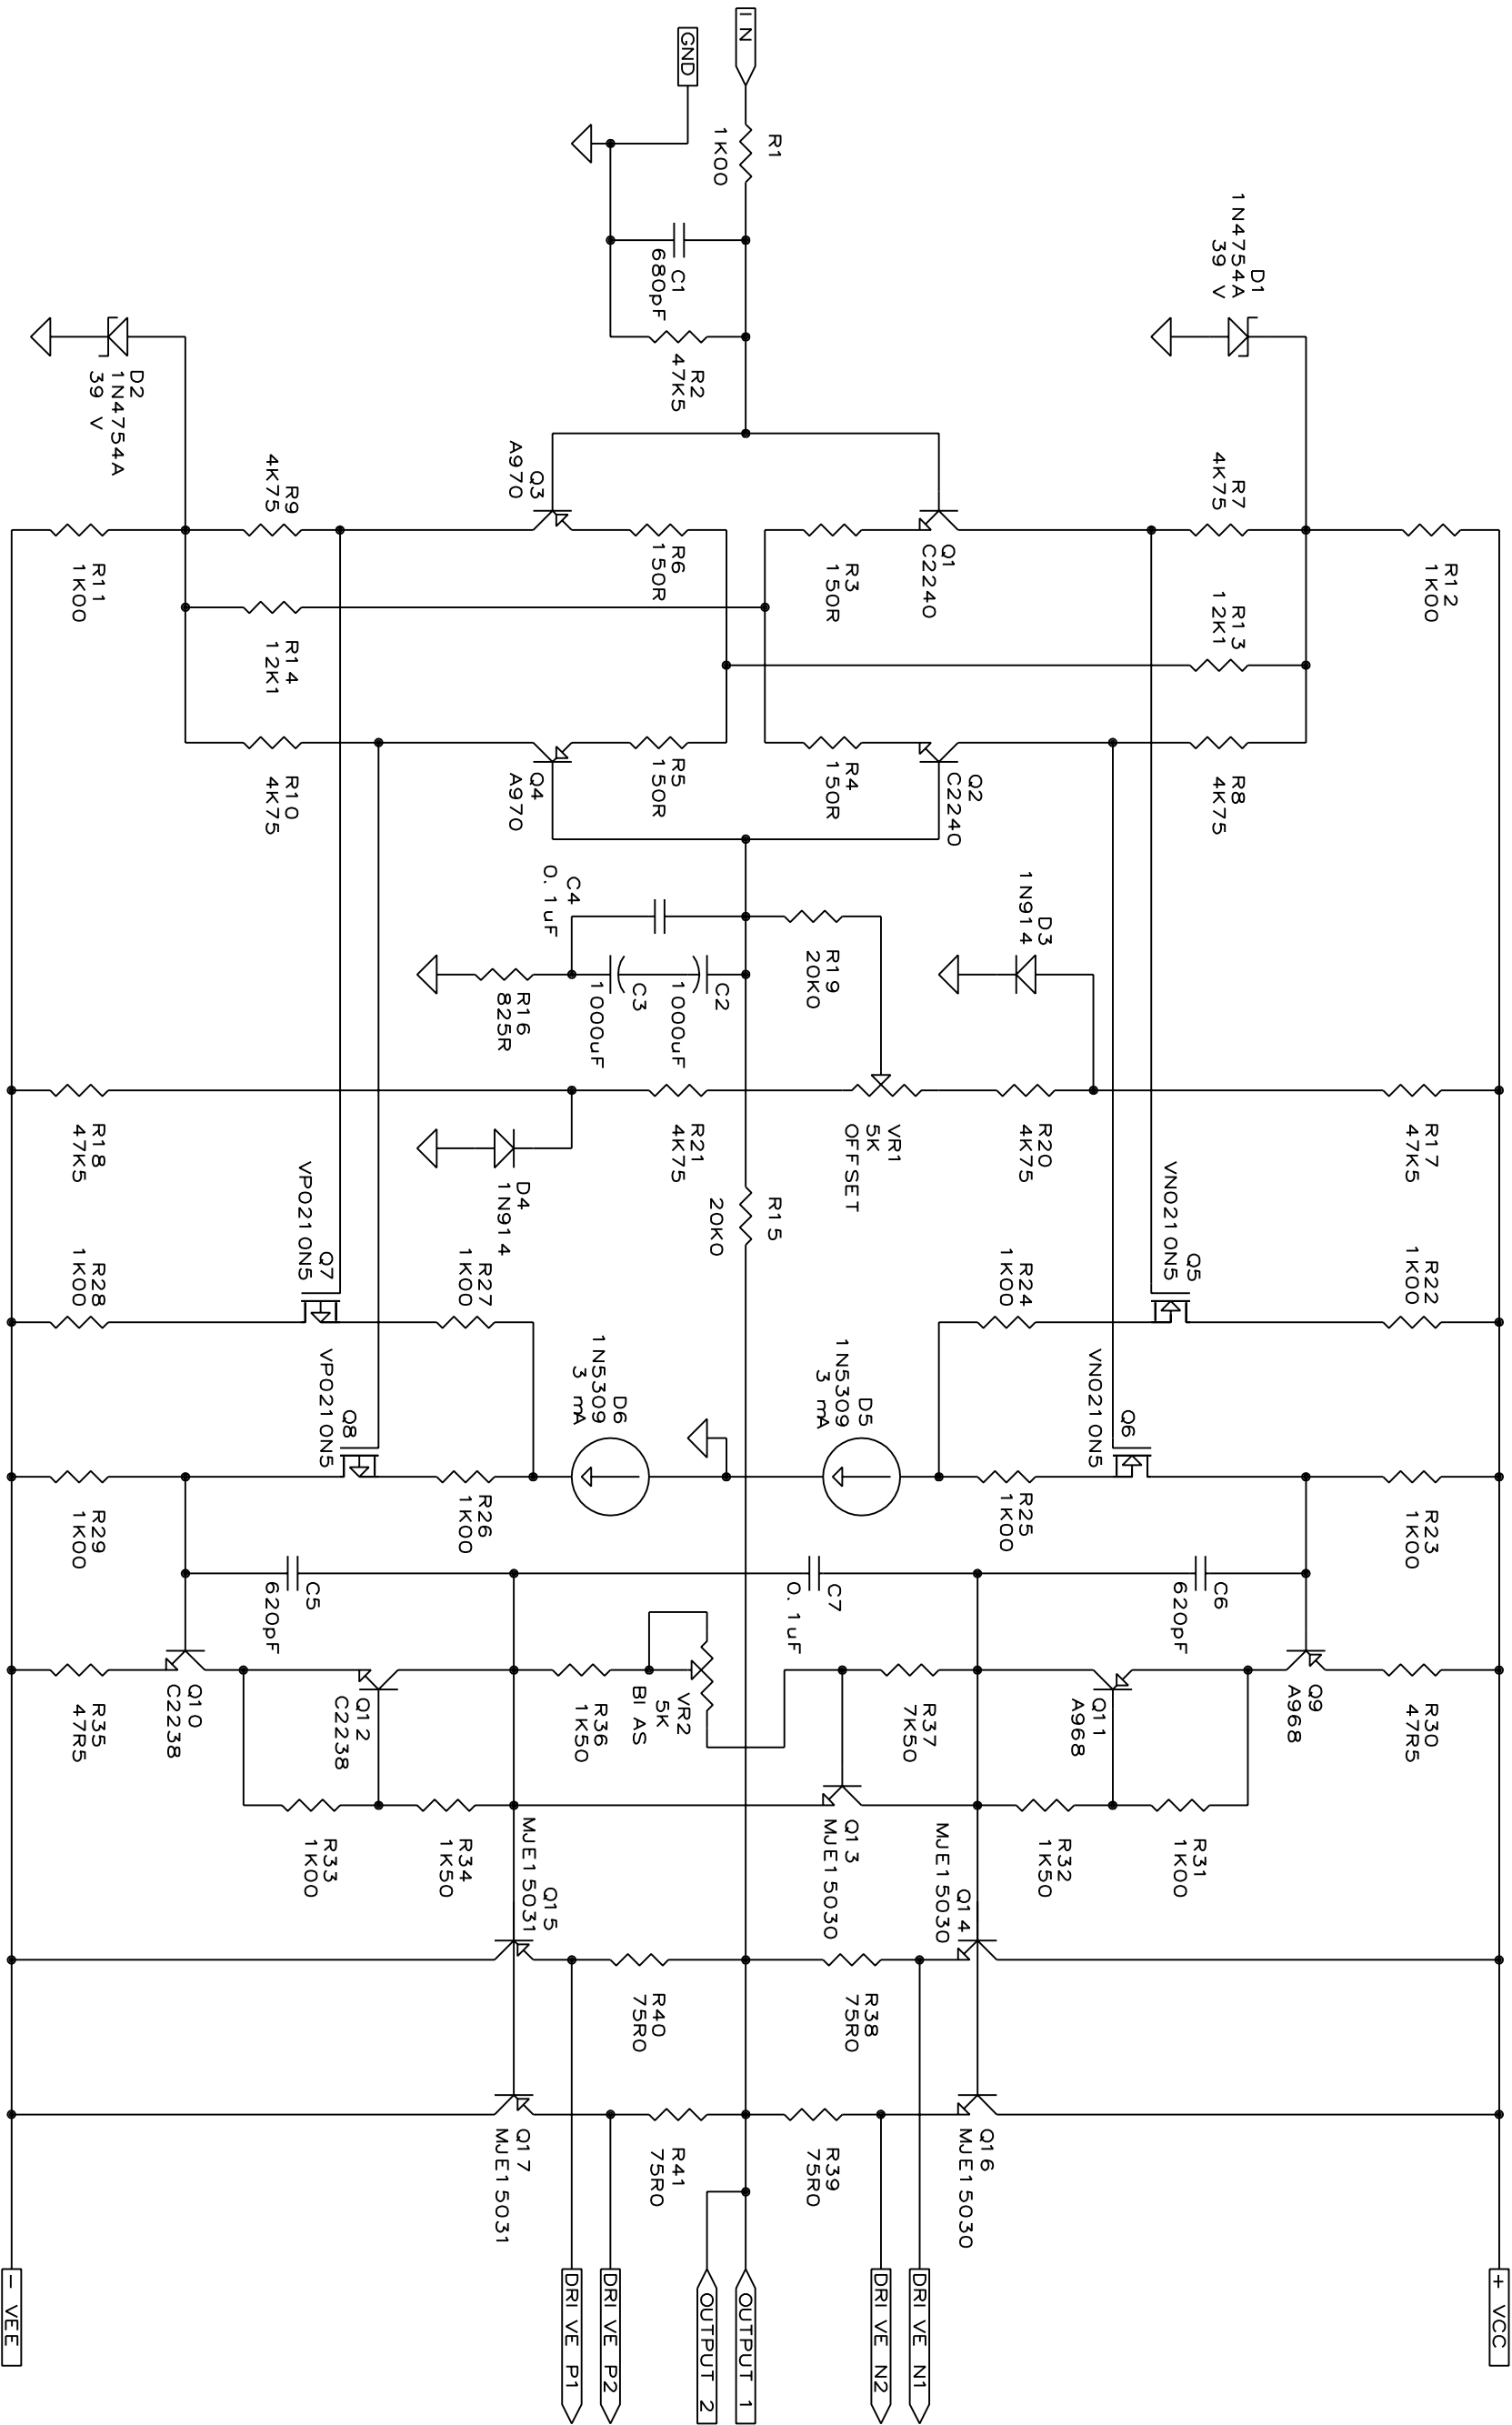 IN
GND
R1
1K00
C1
680pF
R2
47K5
D1
1N4754A
39 V
D2
1N4754A
39 V
R12
1K00
R7
4K75
R13
12K1
R8
4K75
Q1
C2240
R3
150R
Q2
C2240
R4
150R
Q3
A970
R6
150R
Q4
A970
R5
150R
R9
4K75
R14
12K1
R10
4K75
R11
1K00
D3
1N914
R19
20K0
C2
1000uF
C3
1000uF
C4
0.1uF
R16
825R
R17
47K5
R20
4K75
VR1
5K
OFFSET
R15
20K0
R21
4K75
D4
1N914
R18
47K5
R22
1K00
Q5
VN0210N5
R24
1K00
R23
1K00
Q6
VN0210N5
R25
1K00
D5
1N5309
3 mA
D6
1N5309
3 mA
R27
1K00
Q7
VP0210N5
R28
1K00
R26
1K00
Q8
VP0210N5
R29
1K00
C6
620pF
C7
0.1uF
C5
620pF
R30
47R5
Q9
A968
Q11
A968
R37
7K50
VR2
5K
BIAS
R36
1K50
Q12
C2238
Q10
C2238
R35
47R5
R31
1K00
R32
1K50
Q13
MJE15030
R34
1K50
R33
1K00
Q14
MJE15030
R38
75R0
R40
75R0
Q15
MJE15031
Q16
MJE15030
R39
75R0
R41
75R0
Q17
MJE15031
+ VCC
DRIVE N1
DRIVE N2
OUTPUT 1
OUTPUT 2
DRIVE P2
DRIVE P1
- VEE